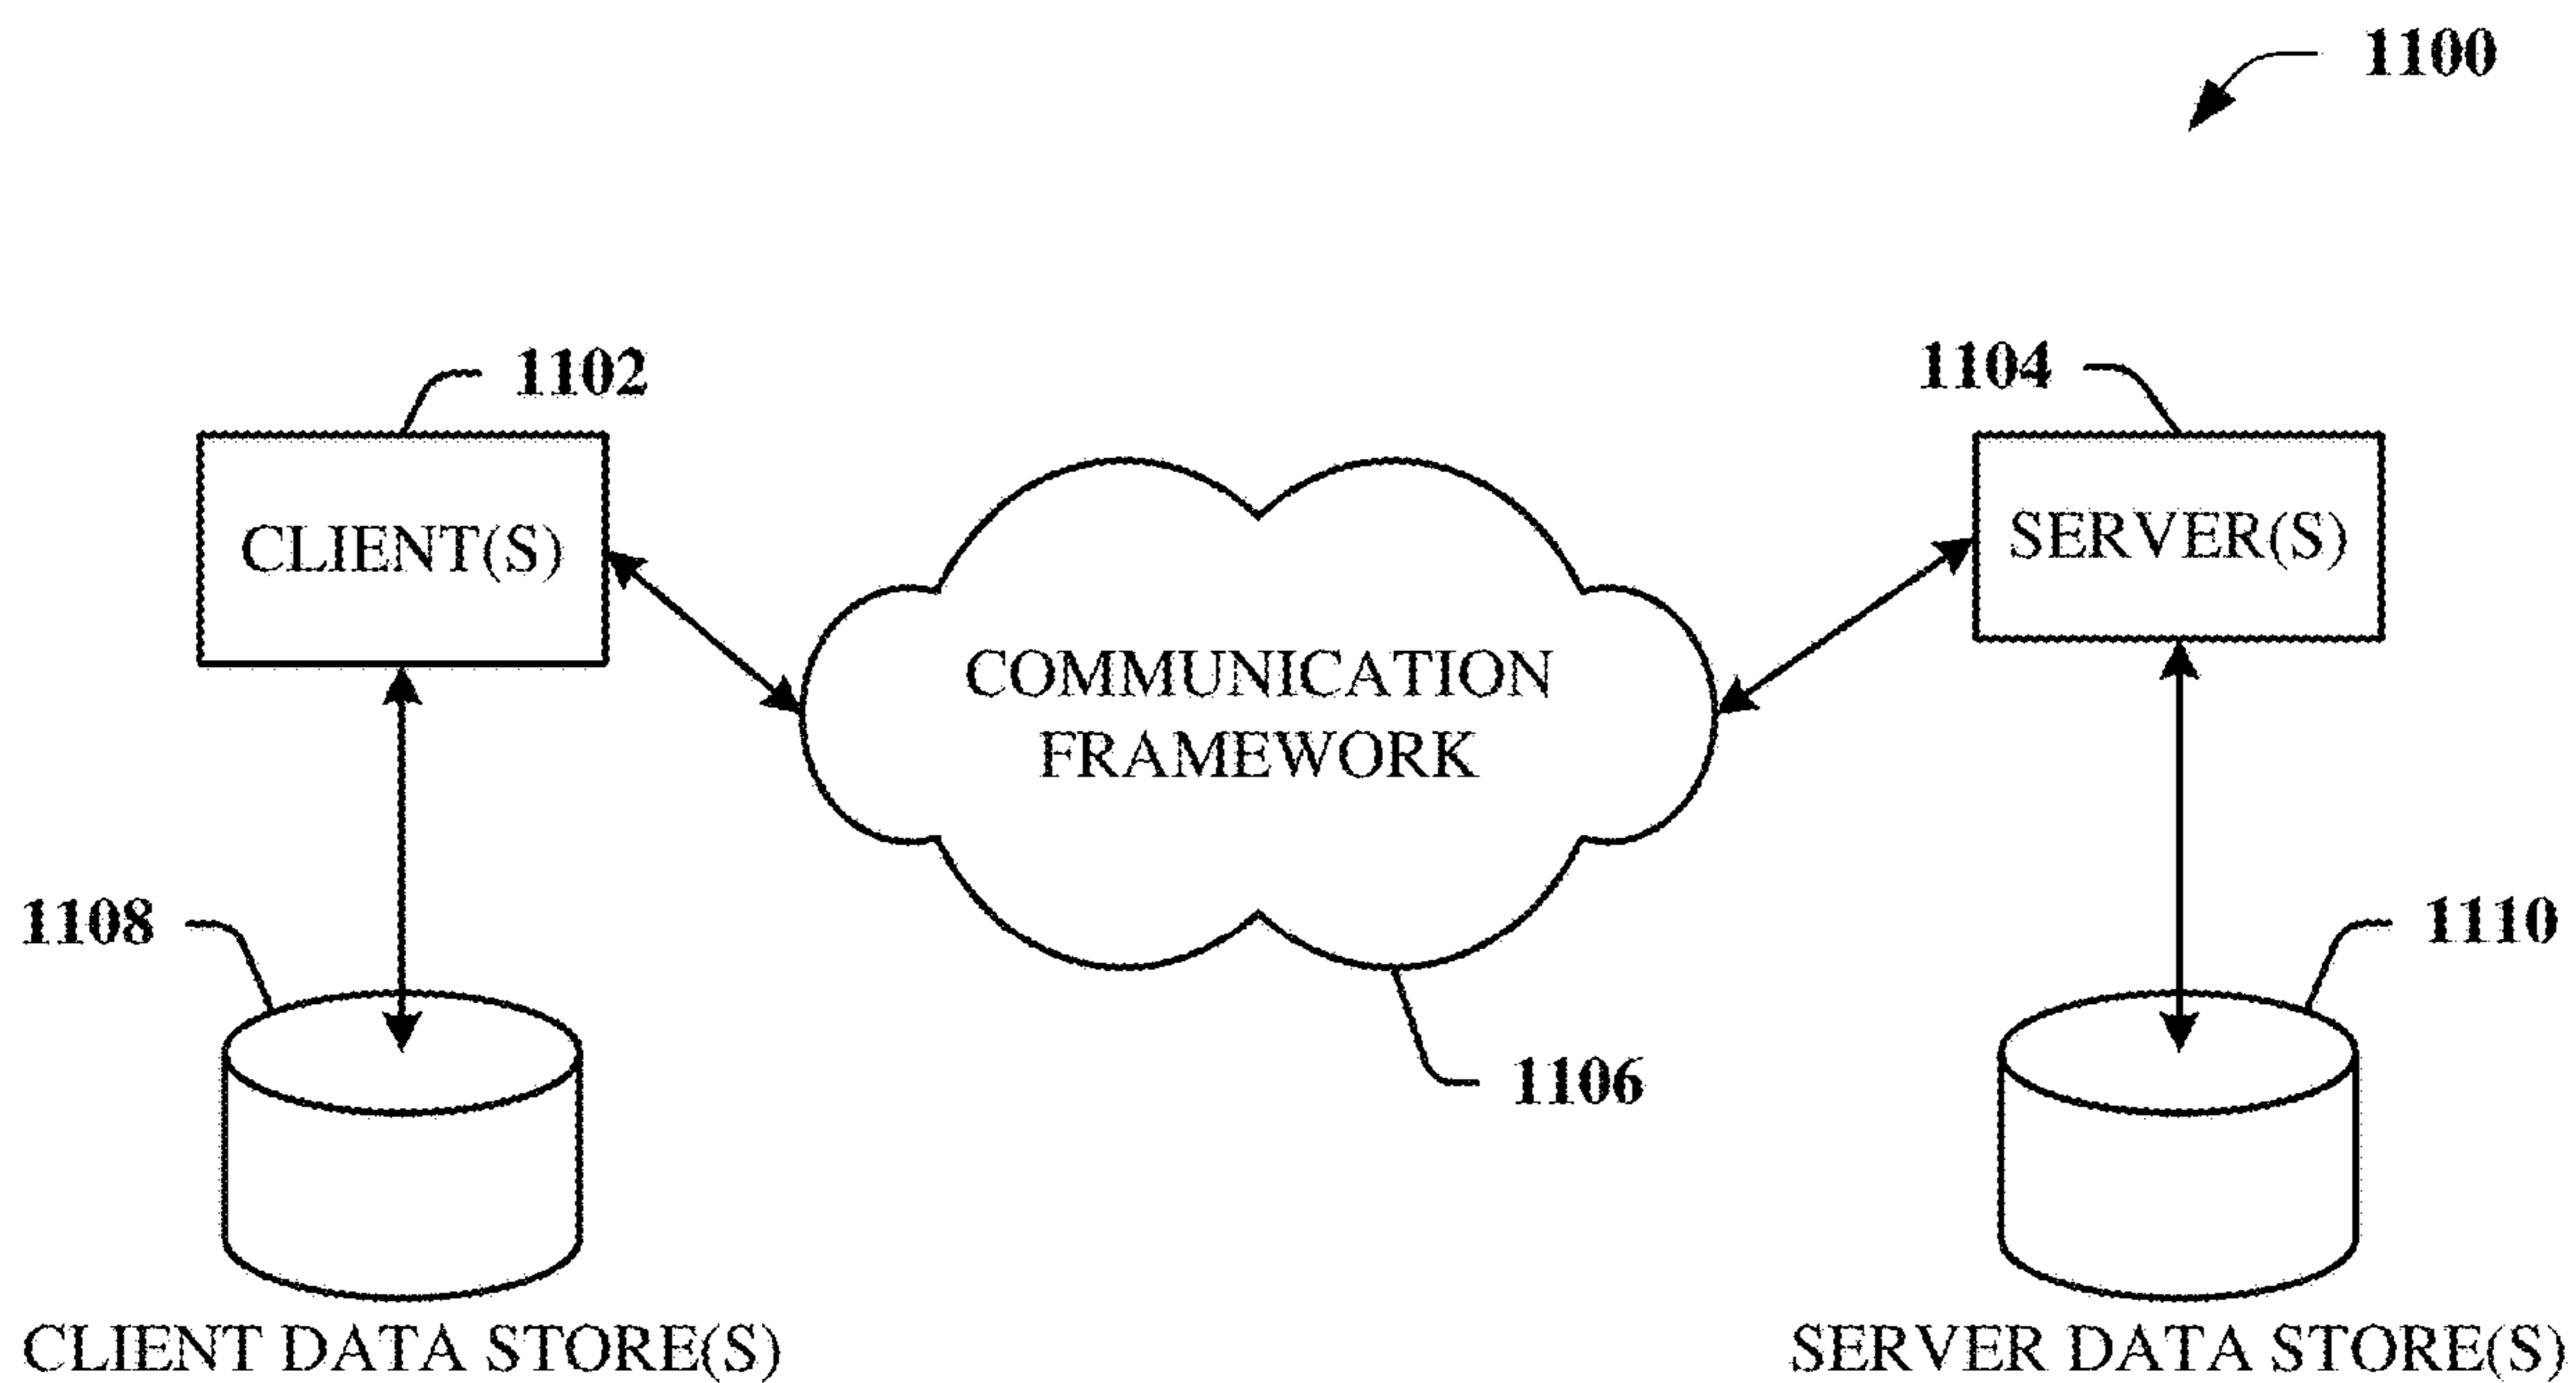 1100
1102
1104
CLIENT(S)
SERVER(S)
COMMUNICATION
FRAMEWORK
1108
1110
1106
CLIENT DATA STORE(S)
SERVER DATA STORE(S)